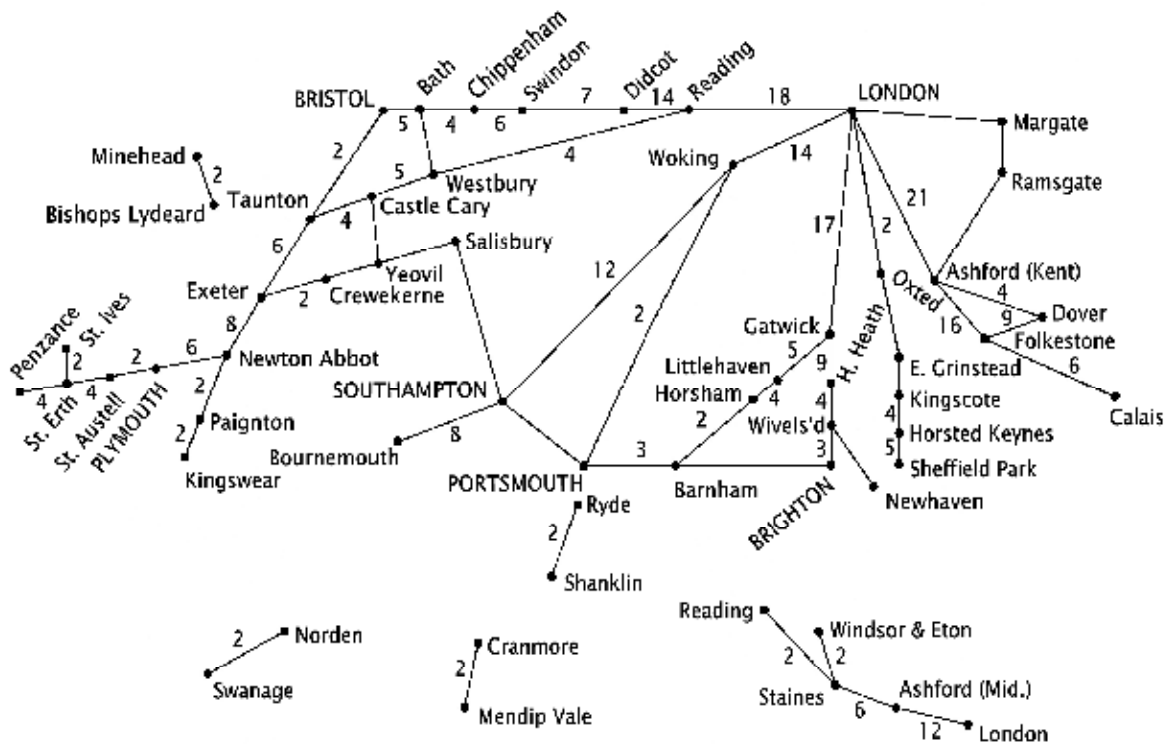 Bath
Chippenham
Swindon
Didcot
Reading
BRISTOL
LONDON
5
4
6
7
14
18
Margate
Minehead
2
2
4
Woking
14
Bishops Lydeard
2
Taunton
5
Westbury
Ramsgate
4
Castle Cary
21
17
2
6
Salisbury
12
Exeter
2
Yeovil
Crewekerne
Oxted
Ashford (Kent)
4
Penzance
St. Ives
8
2
Gatwick
H. Heath
16
9
Dover
Folkestone
2
2
6
Newton Abbot
5
9
6
4
4
Littlehaven
E. Grinstead
St. Erth
St. Austell
PLYMOUTH
2
SOUTHAMPTON
Horsham
4
4
Kingscote
Calais
2
Paignton
8
2
Wivels'd
4
Horsted Keynes
Kingswear
Bournemouth
3
3
5
Sheffield Park
PORTSMOUTH
Barnham
BRIGHTON
Newhaven
Ryde
2
Shanklin
Reading
Windsor & Eton
2
Norden
Cranmore
2
2
2
Swanage
Mendip Vale
Staines
Ashford (Mid.)
6
12
London